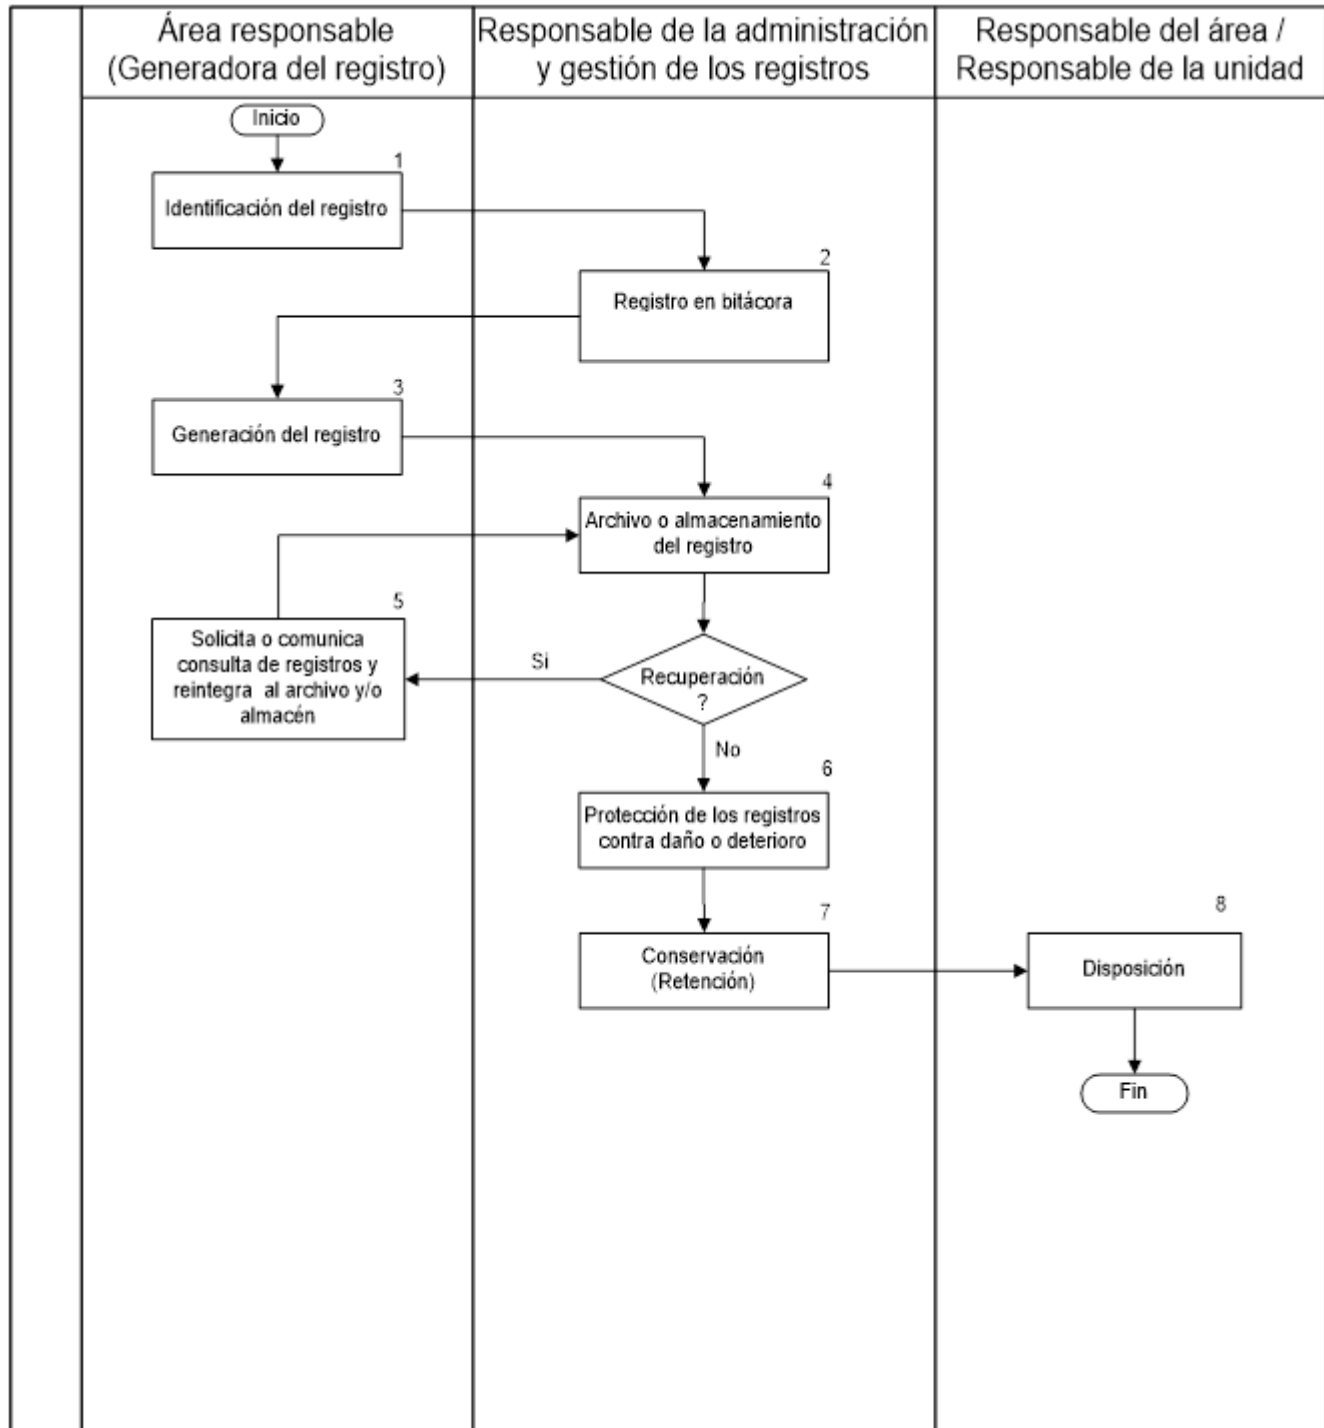 Área responsable
(Generadora del registro)
Responsable de la administración
y gestión de los registros
Responsable del área /
Responsable de la unidad
Inicio
1
Identificación del registro
2
Registro en bitácora
3
Generación del registro
4
Archivo o almacenamiento
del registro
5
Solicita o comunica
consulta de registros y
reintegra al archivo y/o
almacén
Si
Recuperación
?
No
6
Protección de los registros
contra daño o deterioro
7
Conservación
(Retención)
8
Disposición
Fin